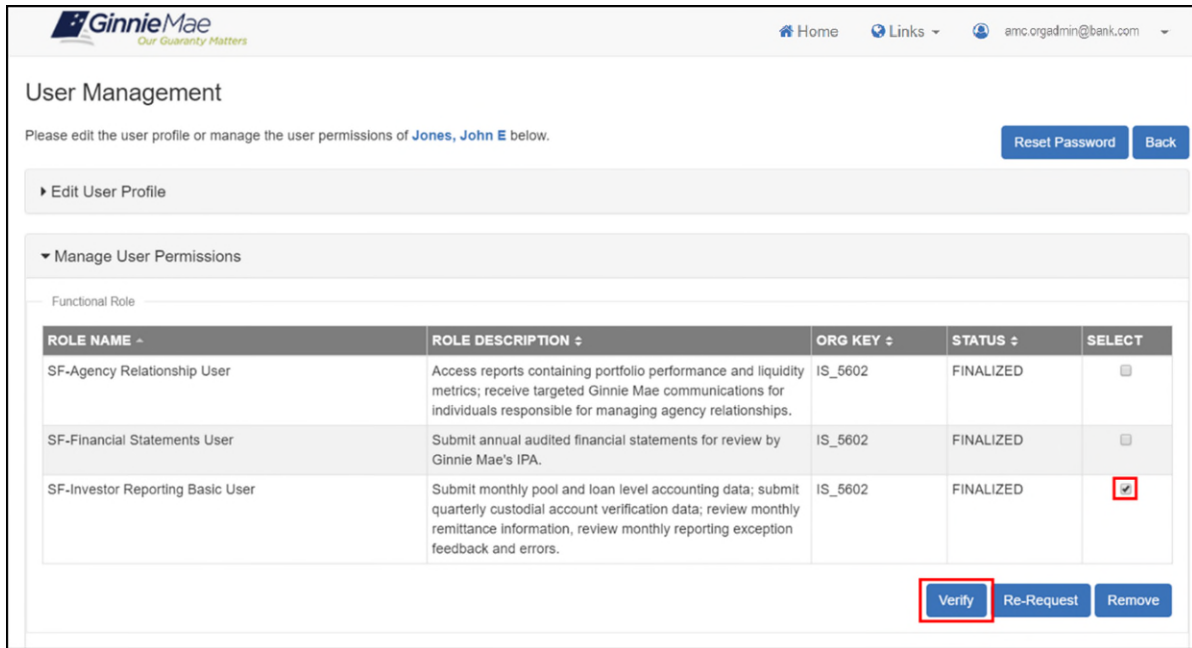 GinnieMae
Our Guaranty Matters
Home
Links
amc.orgadmin@bank.com
User Management
Please edit the user profile or manage the user permissions of Jones, John E below.
Reset Password
Back
Edit User Profile
Manage User Permissions
Functional Role
ROLE NAME
ROLE DESCRIPTION
ORG KEY
STATUS
SELECT
SF-Agency Relationship User
Access reports containing portfolio performance and liquidity
metrics; receive targeted Ginnie Mae communications for
individuals responsible for managing agency relationships.
IS_5602
FINALIZED
SF-Financial Statements User
Submit annual audited financial statements for review by
Ginnie Mae's IPA.
IS_5602
FINALIZED
SF-Investor Reporting Basic User
Submit monthly pool and loan level accounting data; submit
quarterly custodial account verification data; review monthly
remittance information, review monthly reporting exception
feedback and errors.
IS_5602
FINALIZED
Verify
Re-Request
Remove